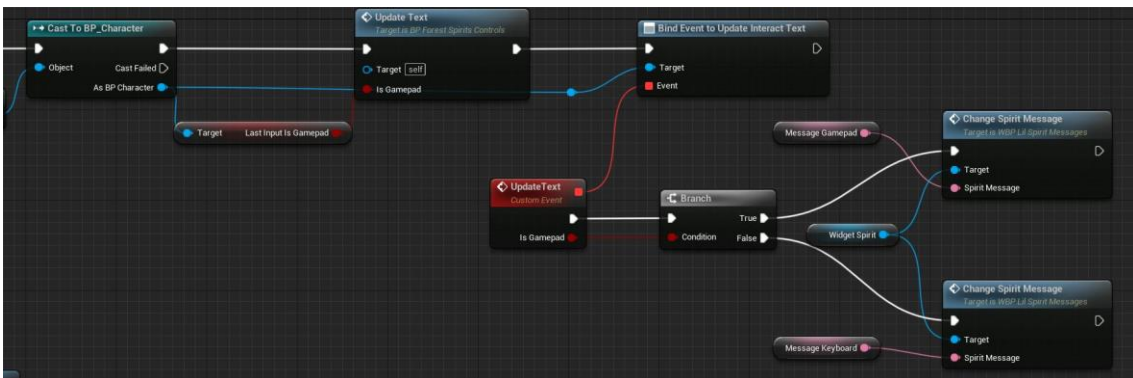 Cast To BP_Character
Object
Cast Failed
As BP Character
Target
Last Input Is Gamepad
Update Text
Target is BP Forest Spirits Controls
Target
self
Is Gamepad
Bind Event to Update Interact Text
Target
Event
UpdateText
Custom Event
Is Gamepad
Branch
Condition
True
False
Message Gamepad
Widget Spirit
Message Keyboard
Change Spirit Message
Target is WBP Lil Spirit Messages
Target
Spirit Message
Change Spirit Message
Target is WBP Lil Spirit Messages
Target
Spirit Message